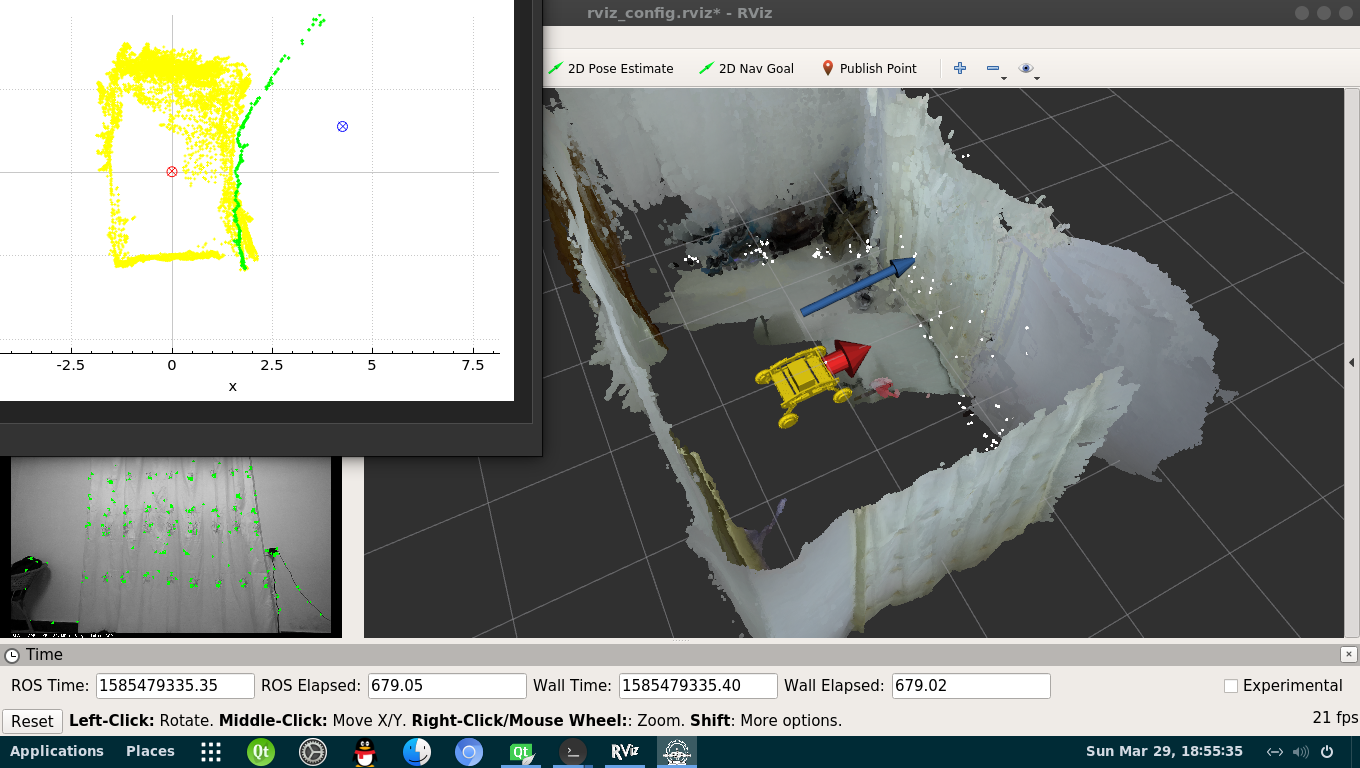 rviz_config.rviz* - RViz
2D Pose Estimate 2D Nav Goal Publish Point
-2.5 0 2.5 5 7.5
x
Time
ROS Time: 1585479335.35 ROS Elapsed: 679.05 Wall Time: 1585479335.40 Wall Elapsed: 679.02 Experimental
Reset Left-Click: Rotate. Middle-Click: Move X/Y. Right-Click/Mouse Wheel:: Zoom. Shift: More options. 21 fps
Applications Places Qt Qt RViz Sun Mar 29, 18:55:35